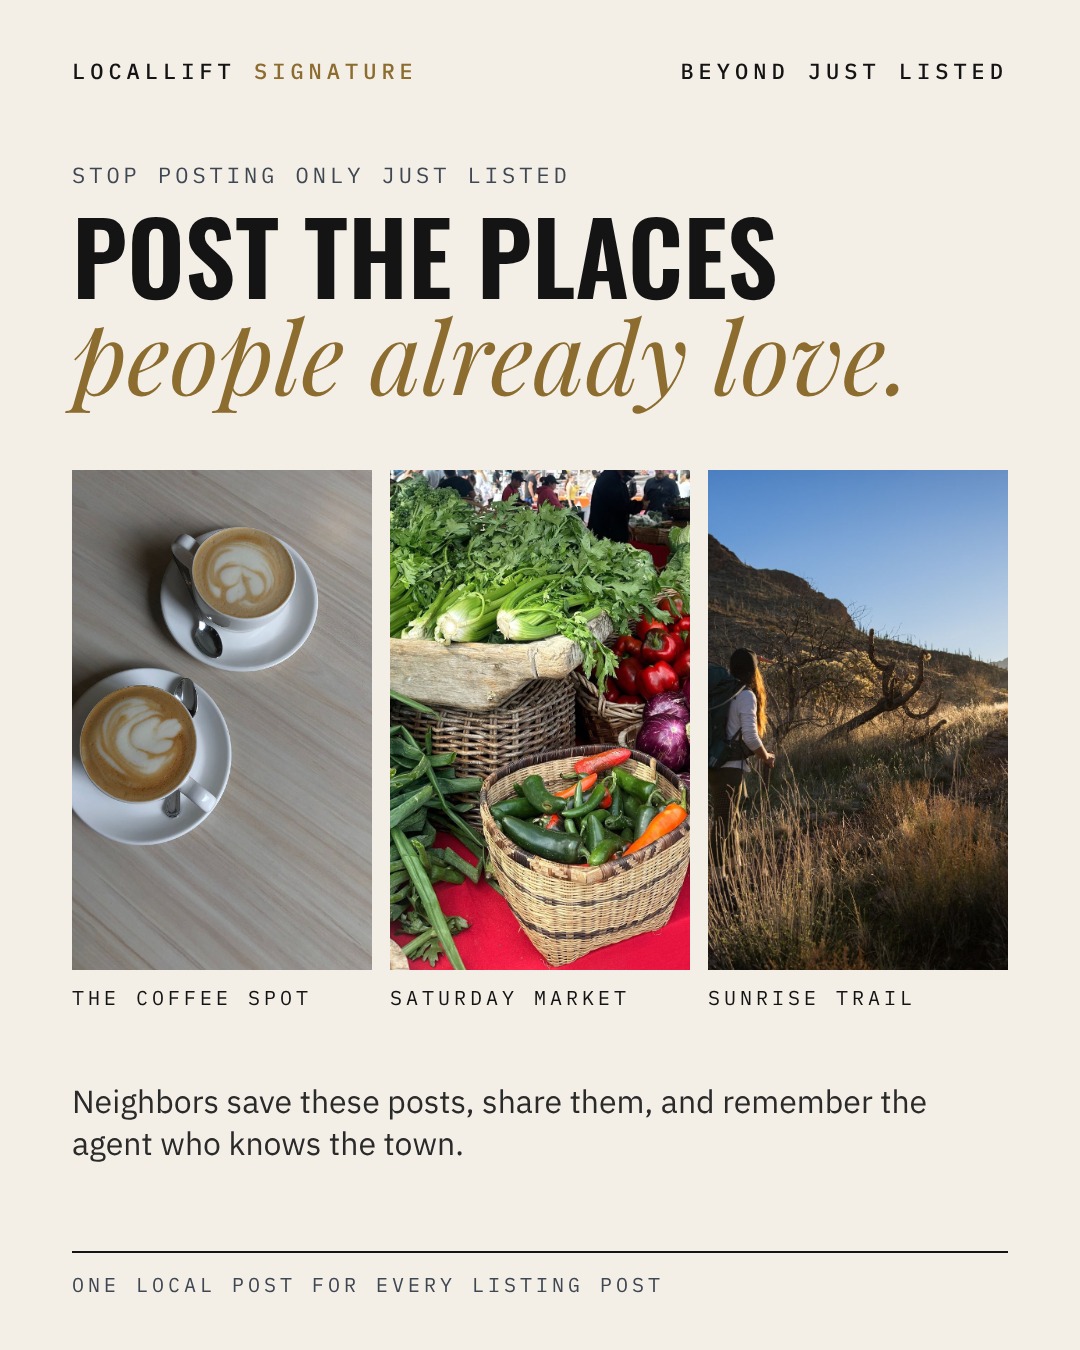 LOCALLIFT SIGNATURE
BEYOND JUST LISTED
STOP POSTING ONLY JUST LISTED
POST THE PLACES
people already love.
THE COFFEE SPOT
SATURDAY MARKET
SUNRISE TRAIL
Neighbors save these posts, share them, and remember the
agent who knows the town.
ONE LOCAL POST FOR EVERY LISTING POST